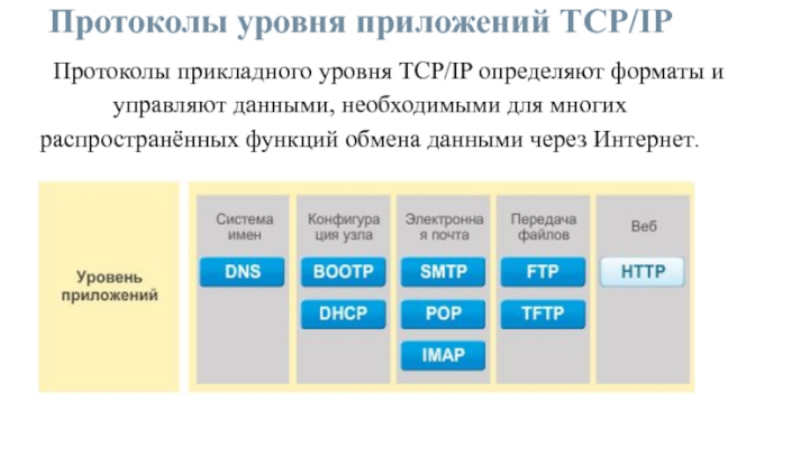 Протоколы уровня приложений TCP/IP
Протоколы прикладного уровня TCP/IP определяют форматы и
управляют данными, необходимыми для многих
распространённых функций обмена данными через Интернет.
Уровень
приложений
Система
имен
DNS
Конфигура
ция узла
BOOTP
DHCP
Электронна
я почта
SMTP
POP
IMAP
Передача
файлов
FTP
TFTP
Веб
HTTP